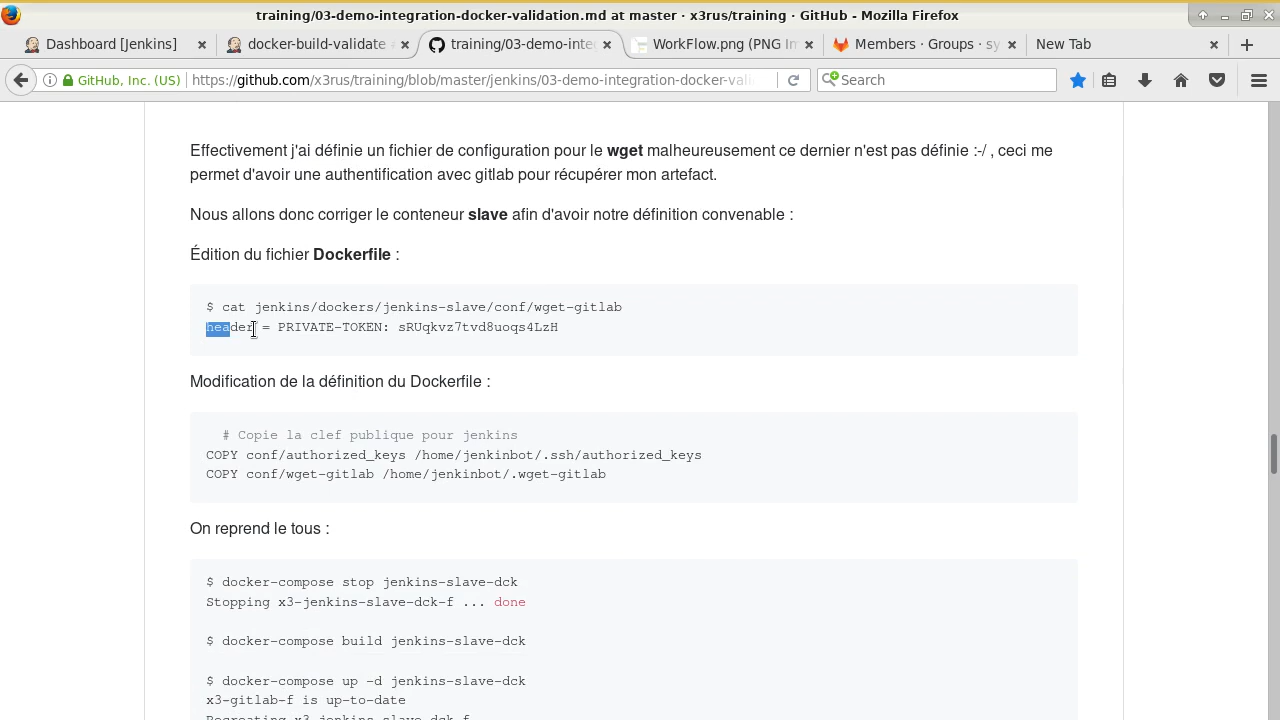 training/03-demo-integration-docker-validation.md at master · x3rus/training · GitHub - Mozilla Firefox
Dashboard [Jenkins]
docker-build-validate
training/03-demo-inte
WorkFlow.png (PNG I
Members · Groups · sy
New Tab
GitHub, Inc. (US)
https://github.com/x3rus/training/blob/master/jenkins/03-demo-integration-docker-vali
Search
Effectivement j'ai définie un fichier de configuration pour le wget malheureusement ce dernier n'est pas définie :-/ , ceci me
permet d'avoir une authentification avec gitlab pour récupérer mon artefact.
Nous allons donc corriger le conteneur slave afin d'avoir notre définition convenable :
Édition du fichier Dockerfile :
$ cat jenkins/dockers/jenkins-slave/conf/wget-gitlab
header = PRIVATE-TOKEN: sRUqkvz7tvd8uoqs4LzH
Modification de la définition du Dockerfile :
# Copie la clef publique pour jenkins
COPY conf/authorized_keys /home/jenkinbot/.ssh/authorized_keys
COPY conf/wget-gitlab /home/jenkinbot/.wget-gitlab
On reprend le tous :
$ docker-compose stop jenkins-slave-dck
Stopping x3-jenkins-slave-dck-f ... done
$ docker-compose build jenkins-slave-dck
$ docker-compose up -d jenkins-slave-dck
x3-gitlab-f is up-to-date
Recreating x3-jenkins-slave-dck-f